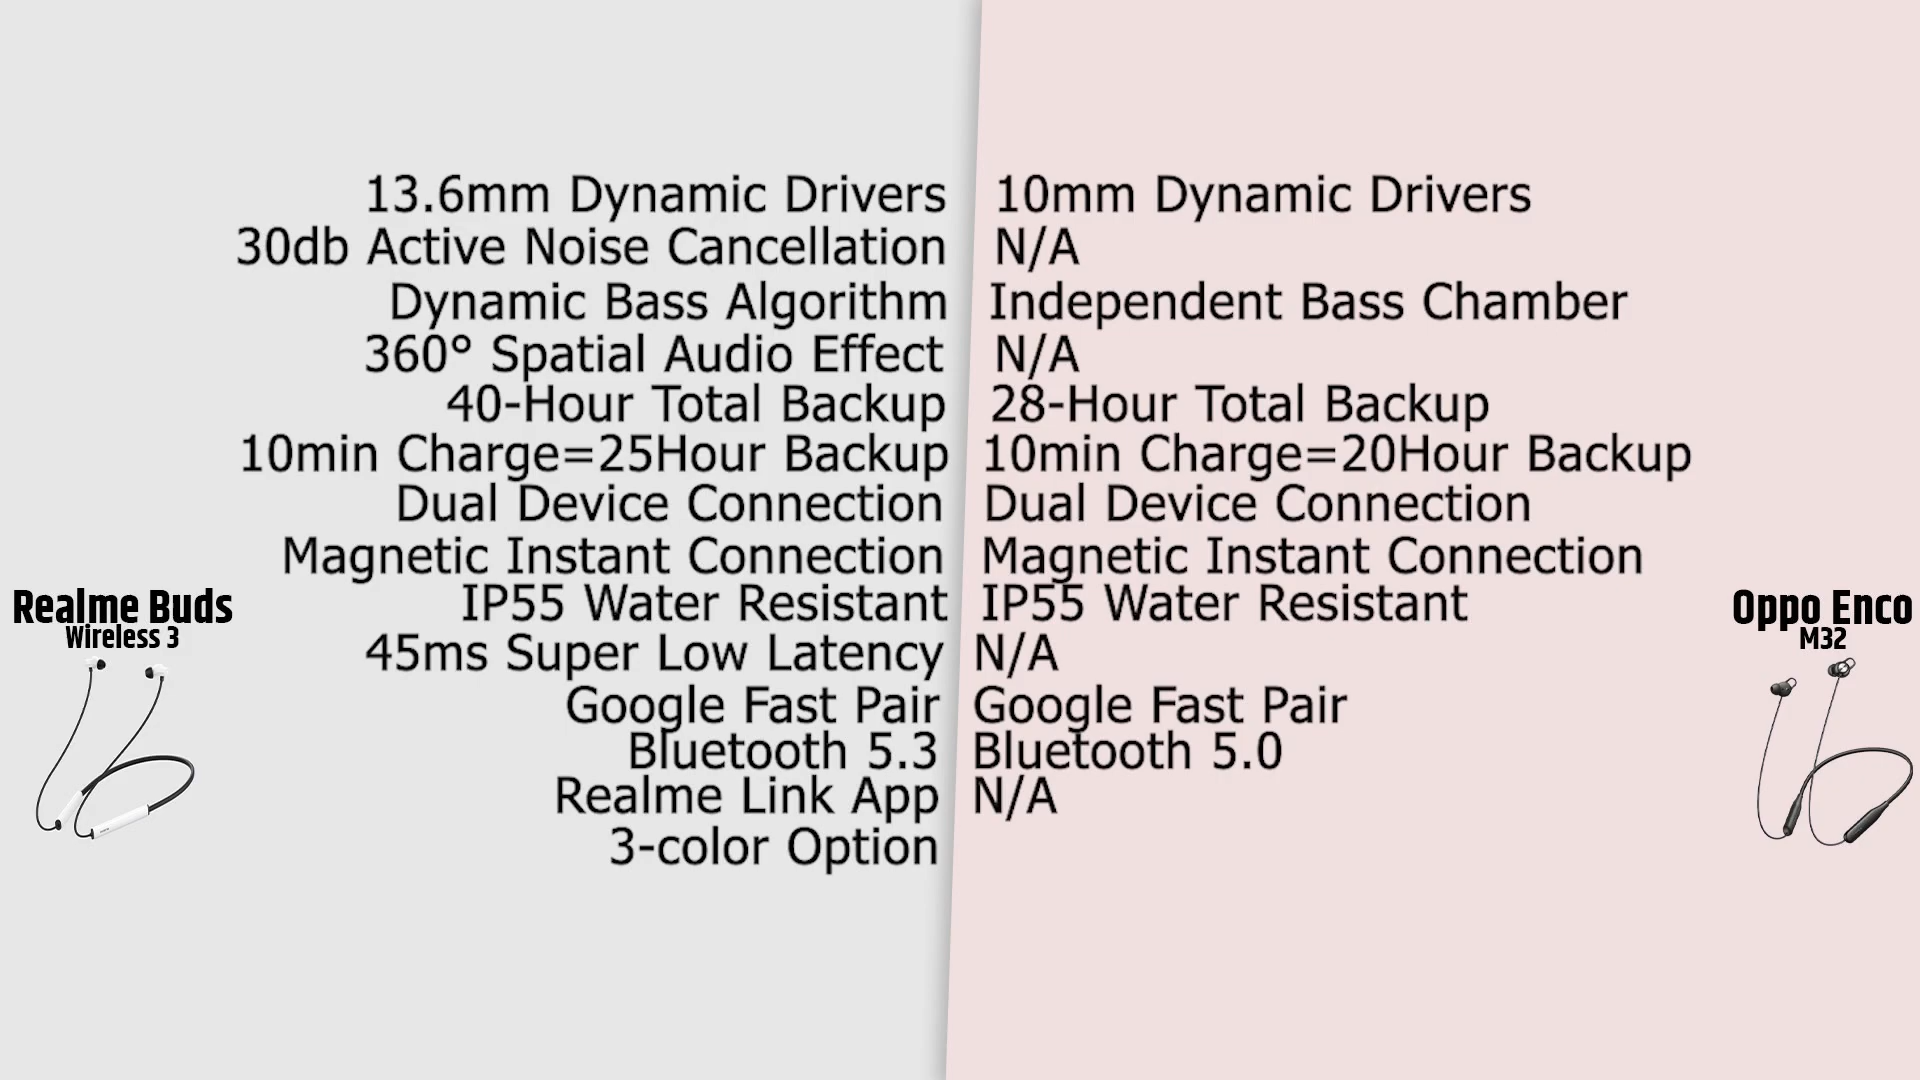 13.6mm Dynamic Drivers
30db Active Noise Cancellation
Dynamic Bass Algorithm
360° Spatial Audio Effect
40-Hour Total Backup
10min Charge=25Hour Backup
Dual Device Connection
Magnetic Instant Connection
IP55 Water Resistant
45ms Super Low Latency
Google Fast Pair
Bluetooth 5.3
Realme Link App
3-color Option
Realme Buds
Wireless 3
10mm Dynamic Drivers
N/A
Independent Bass Chamber
N/A
28-Hour Total Backup
10min Charge=20Hour Backup
Dual Device Connection
Magnetic Instant Connection
IP55 Water Resistant
N/A
Google Fast Pair
Bluetooth 5.0
N/A
Oppo Enco
M32